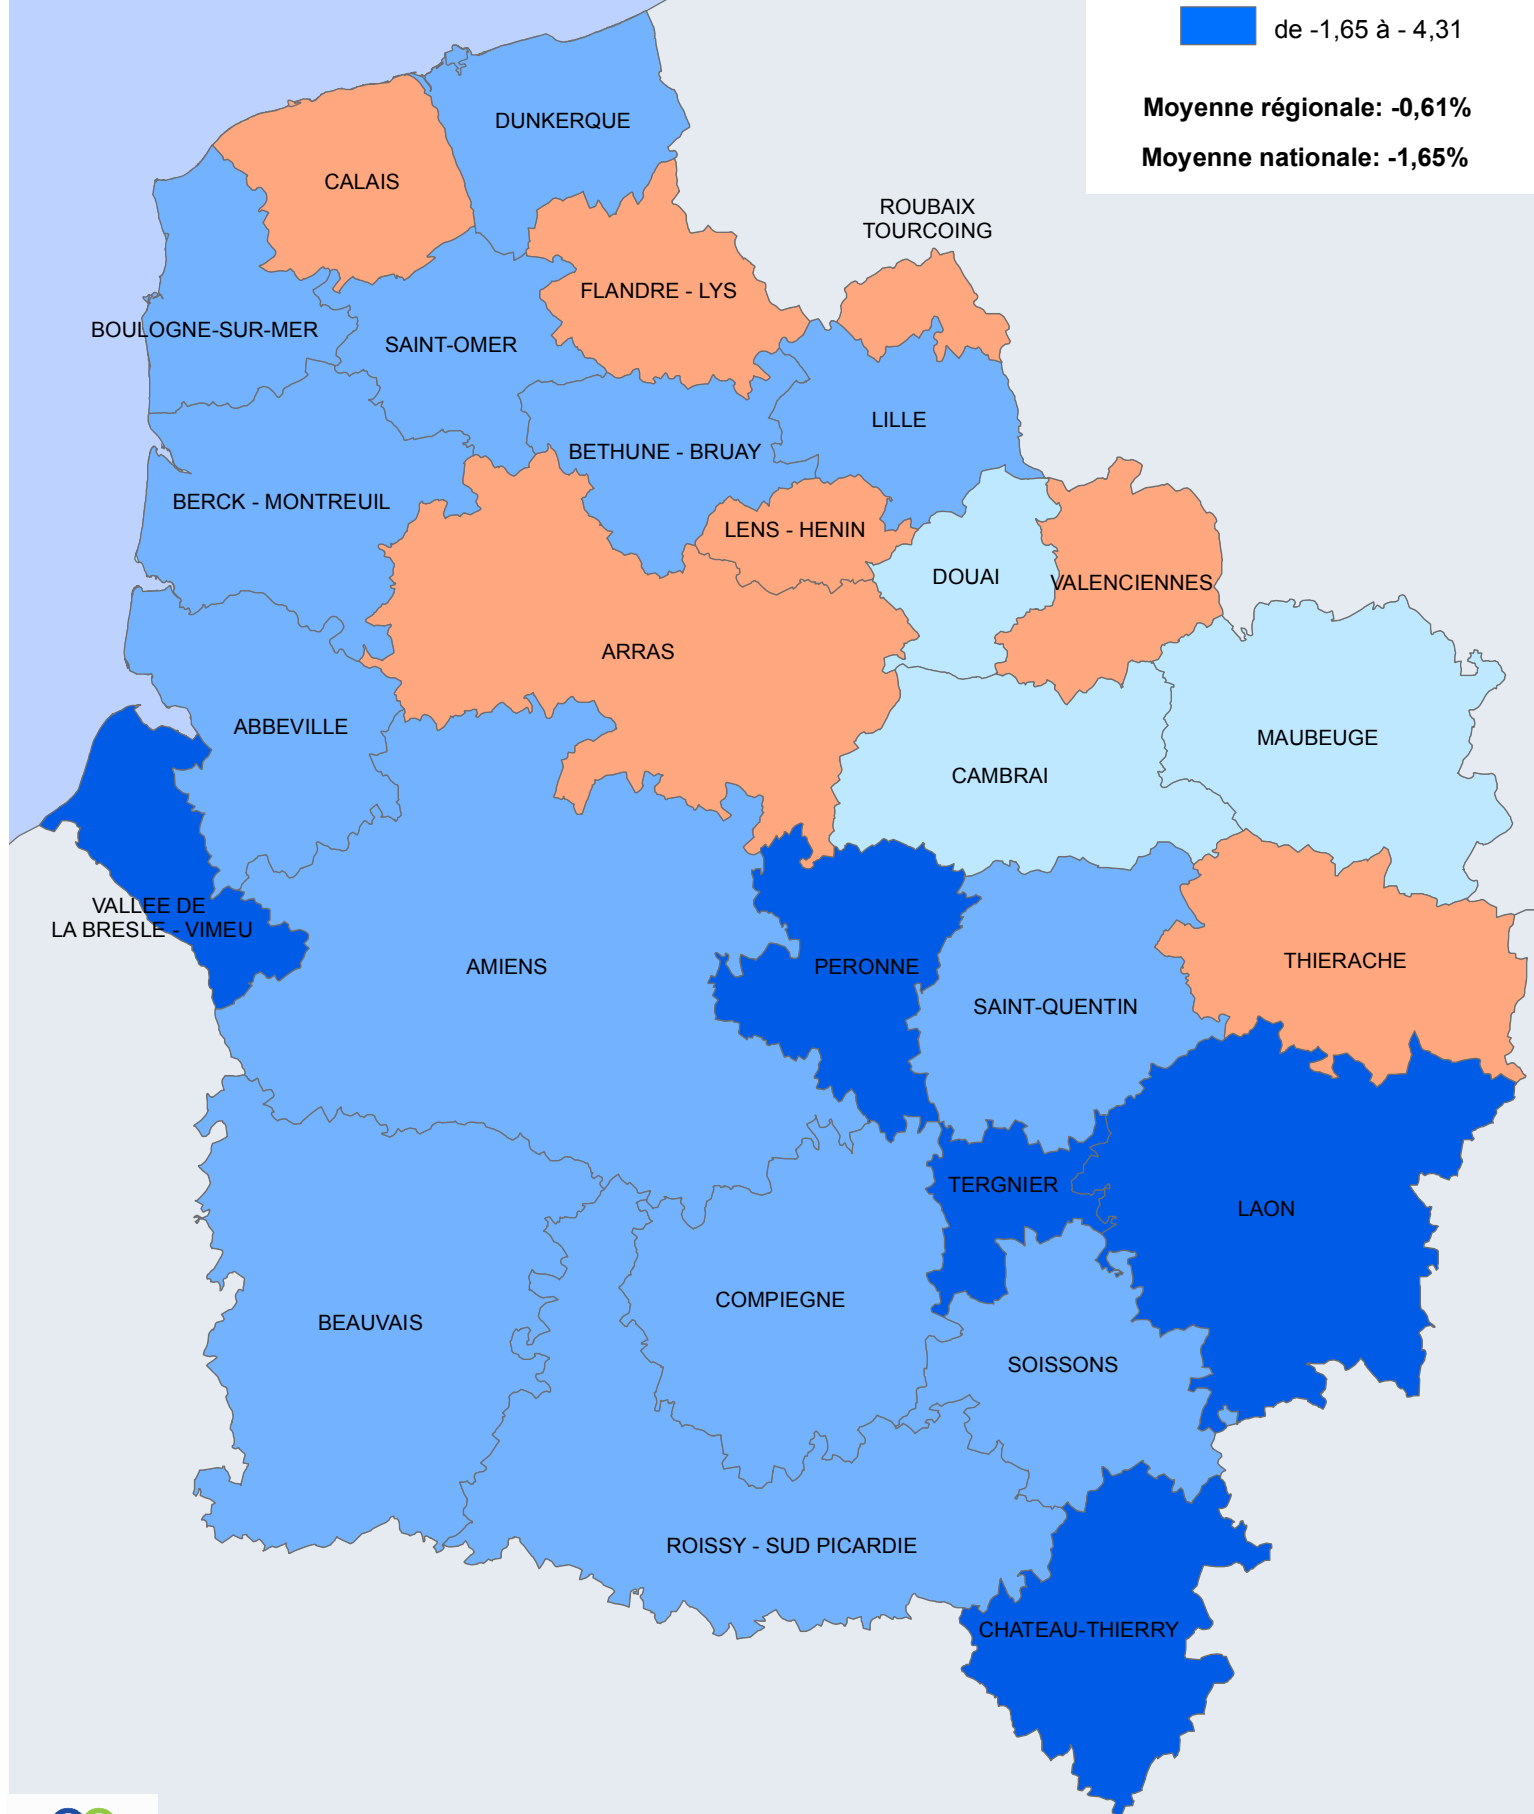 de -1,65 à - 4,31
Moyenne régionale: -0,61%
Moyenne nationale: -1,65%
DUNKERQUE
CALAIS
ROUBAIX
TOURCOING
FLANDRE - LYS
BOULOGNE-SUR-MER
SAINT-OMER
LILLE
BETHUNE - BRUAY
BERCK - MONTREUIL
LENS - HENIN
DOUAI
VALENCIENNES
ARRAS
ABBEVILLE
MAUBEUGE
CAMBRAI
VALLEE DE
LA BRESLE - VIMEU
AMIENS
PERONNE
THIERACHE
SAINT-QUENTIN
TERGNIER
LAON
COMPIEGNE
BEAUVAIS
SOISSONS
ROISSY - SUD PICARDIE
CHATEAU-THIERRY